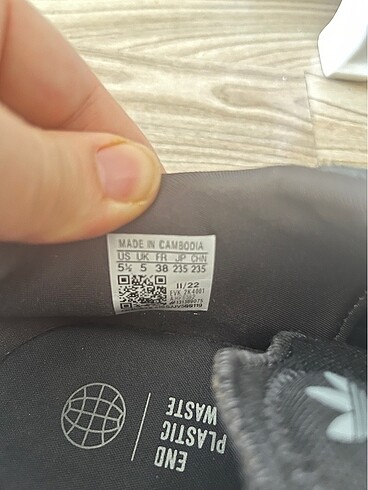 MADE IN CAMBODIA
US UK FR JP CHN
5½ 5 38 235 235
11/22
END
PLASTIC
WASTE